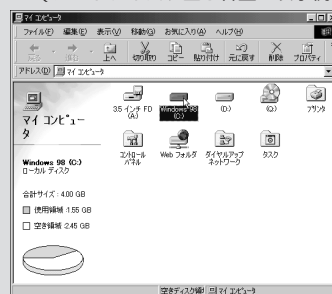 マイ コンピュータ
ファイル(F) 編集(E) 表示(V) 移動(G) お気に入り(A) ヘルプ(H)
戻る 進む 上へ 切り取り コピー 貼り付け 元に戻す 削除 プロパティ
アドレス(D) マイ コンピュータ
マイ コンピュー
タ
Windows 98 (C:)
ローカル ディスク
合計サイズ : 4.00 GB
使用領域 :1.55 GB
空き領域 :2.45 GB
3.5 インチ FD
(A:)
Windows 98
(C:)
(D:)
(Q:)
プリンタ
コントロール
パネル
Web フォルダ
ダイヤルアップ
ネットワーク
タスク
空きディスク領域 マイ コンピュータ